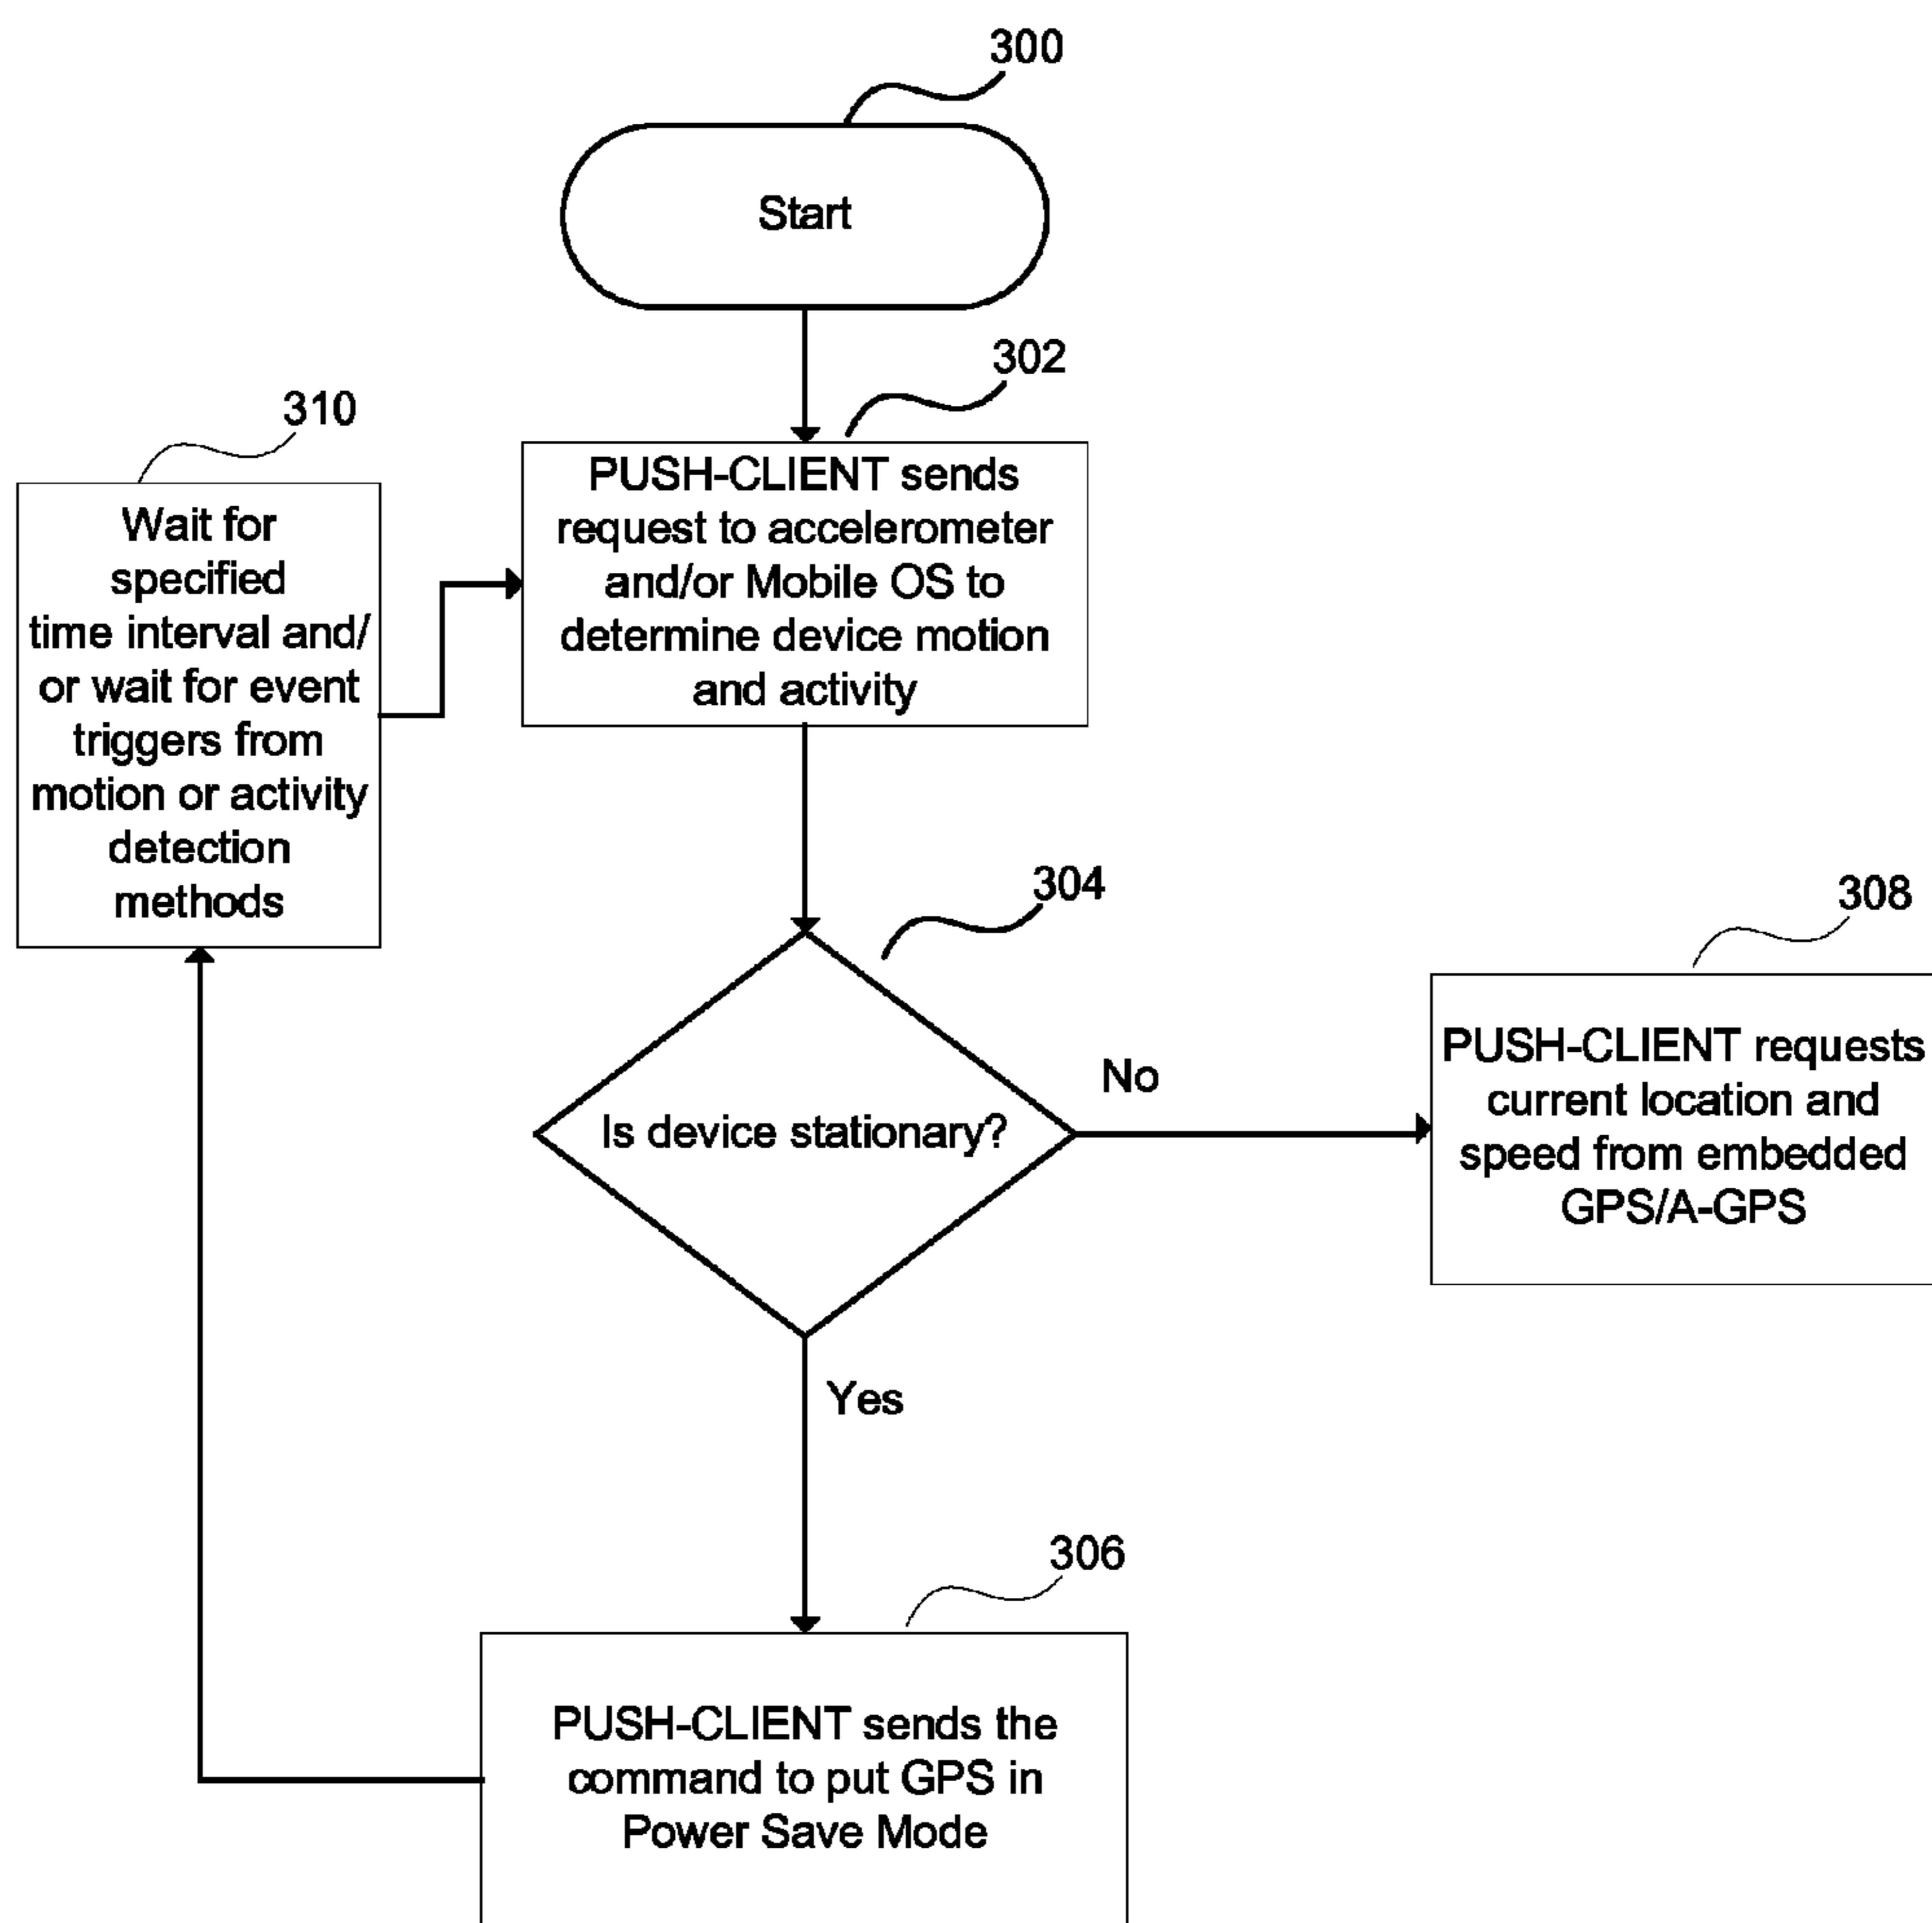 300
Start
302
PUSH-CLIENT sends
request to accelerometer
and/or Mobile OS to
determine device motion
and activity
310
Wait for
specified
time interval and/
or wait for event
triggers from
motion or activity
detection
methods
304
Is device stationary?
No
308
PUSH-CLIENT requests
current location and
speed from embedded
GPS/A-GPS
Yes
306
PUSH-CLIENT sends the
command to put GPS in
Power Save Mode